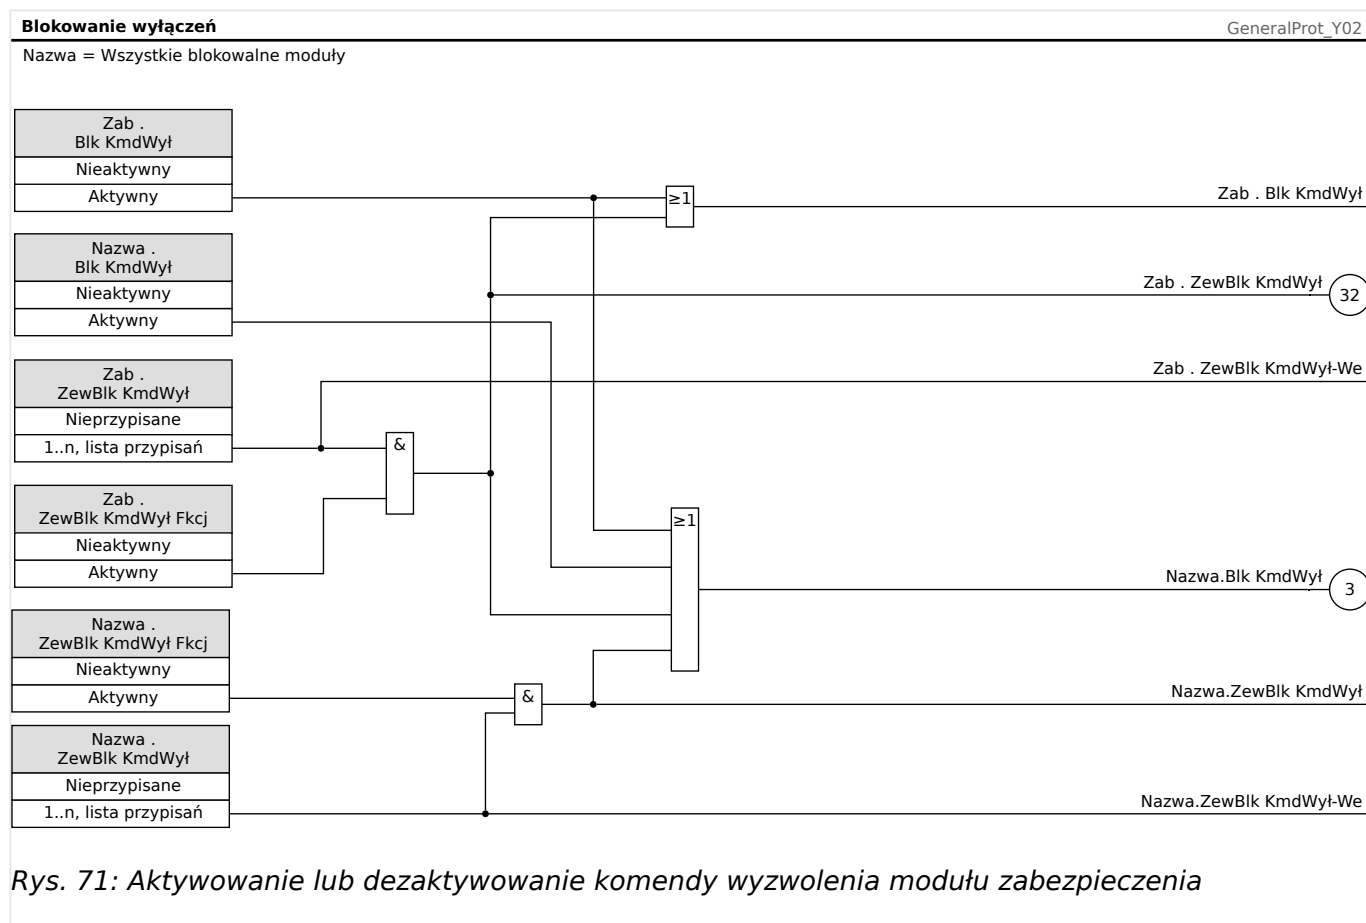 Blokowanie wyłączeń
GeneralProt_Y02
Nazwa = Wszystkie blokowalne moduły
Zab .
Blk KmdWył
Nieaktywny
Aktywny
≥1
Zab . Blk KmdWył
Nazwa .
Blk KmdWył
Nieaktywny
Aktywny
Zab . ZewBlk KmdWył
32
Zab .
ZewBlk KmdWył
Nieprzypisane
1..n, lista przypisań
Zab . ZewBlk KmdWył-We
&
Zab .
ZewBlk KmdWył Fkcj
Nieaktywny
Aktywny
≥1
Nazwa.Blk KmdWył
3
Nazwa .
ZewBlk KmdWył Fkcj
Nieaktywny
Aktywny
&
Nazwa.ZewBlk KmdWył
Nazwa .
ZewBlk KmdWył
Nieprzypisane
1..n, lista przypisań
Nazwa.ZewBlk KmdWył-We
Rys. 71: Aktywowanie lub dezaktywowanie komendy wyzwolenia modułu zabezpieczenia